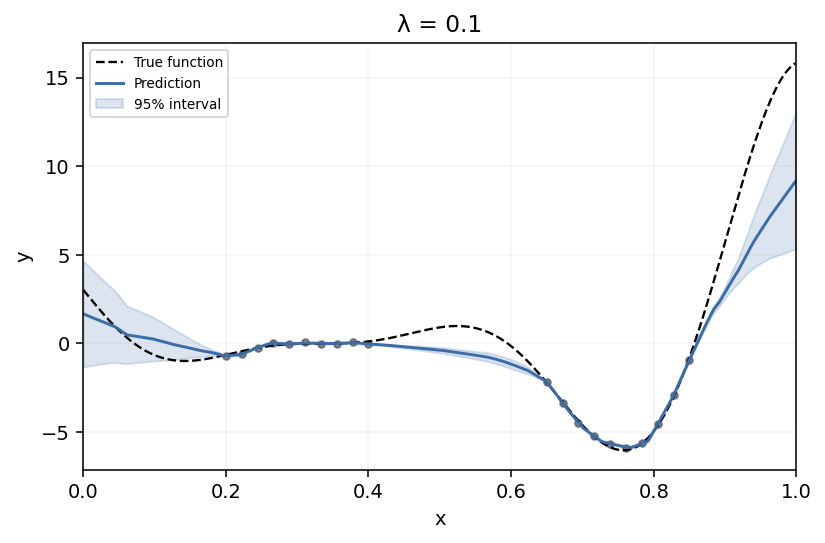 λ = 0.1
True function
Prediction
95% interval
y
15
10
5
0
−5
0.0 0.2 0.4 0.6 0.8 1.0
x